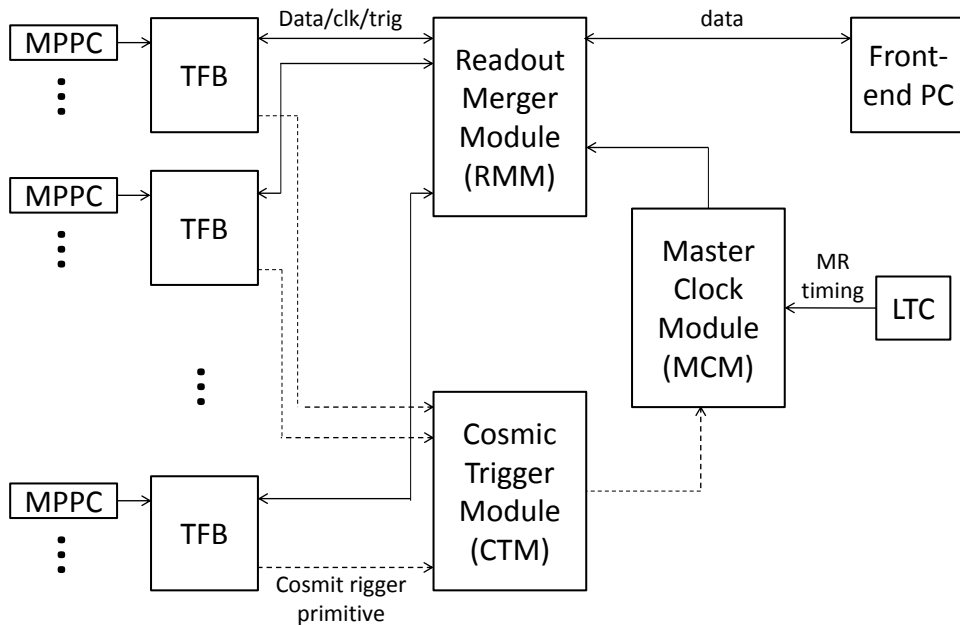 MPPC
TFB
Data/clk/trig
Readout
Merger
Module
(RMM)
data
Front-
end PC
MPPC
TFB
Master
Clock
Module
(MCM)
MR
timing
LTC
Cosmic
Trigger
Module
(CTM)
MPPC
TFB
Cosmit rigger
primitive